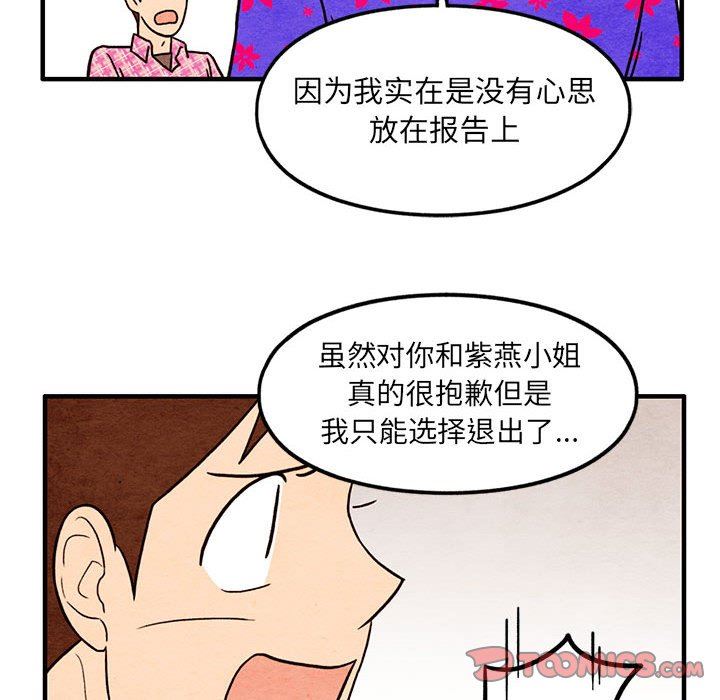 因为我实在是没有心思
放在报告上
虽然对你和紫燕小姐
真的很抱歉但是
我只能选择退出了...
TOOMICS.COM